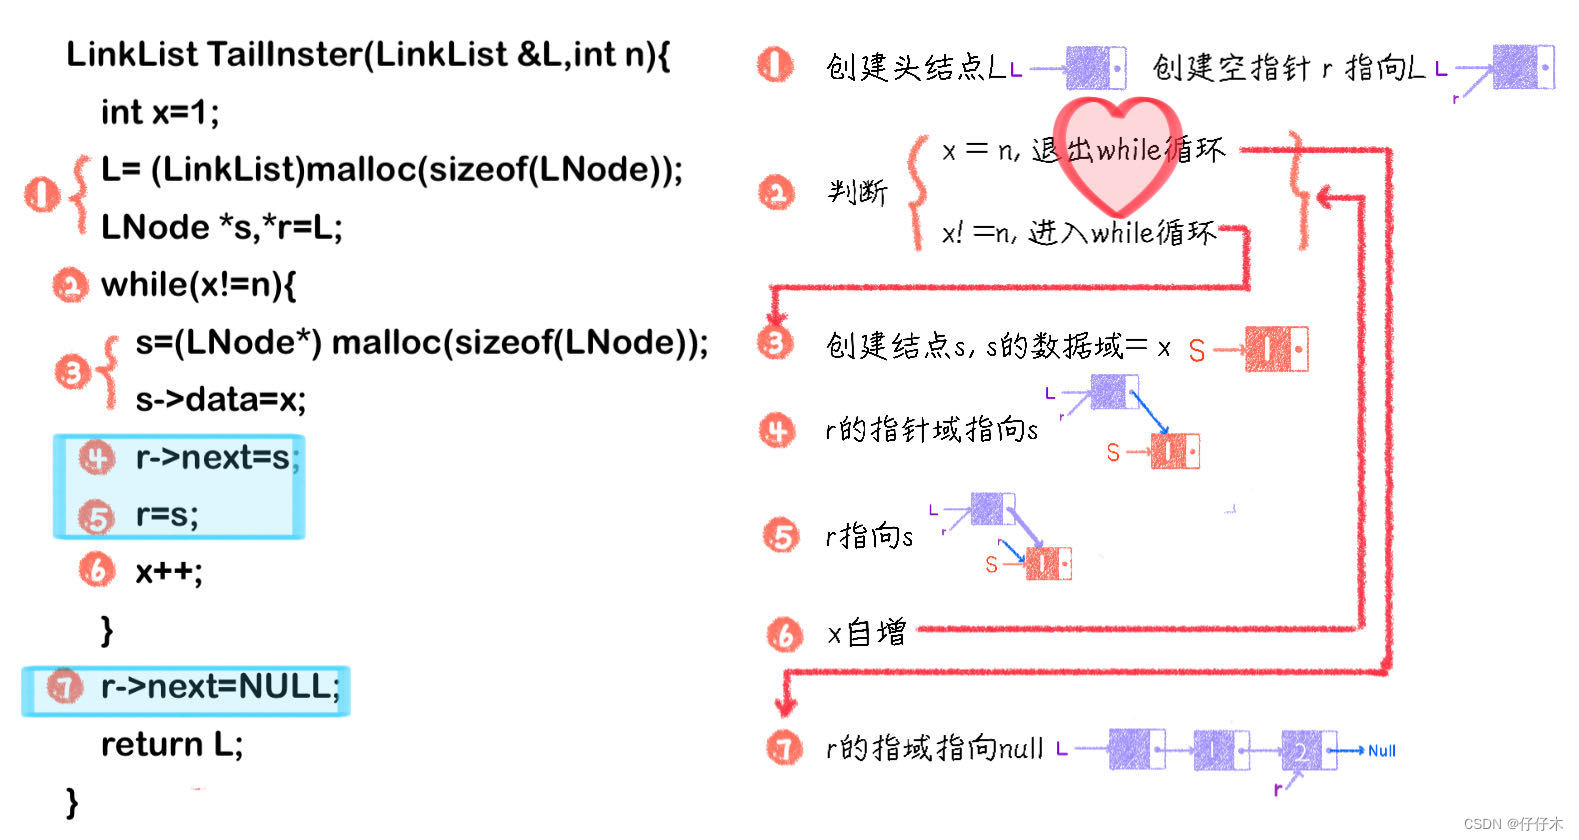 LinkList TailInster(LinkList &L,int n){
int x=1;
1
L= (LinkList)malloc(sizeof(LNode));
LNode *s,*r=L;
2 while(x!=n){
3
s=(LNode*) malloc(sizeof(LNode));
s->data=x;
4 r->next=s;
5 r=s;
6 x++;
}
7 r->next=NULL;
return L;
}
1 创建头结点L L 创建空指针 r 指向L L
r
2 判断
x = n, 退出while循环
x! =n, 进入while循环
3 创建结点s, s的数据域= x S 1
4 r的指针域指向s
L
r
S 1
5 r指向s
L
r
r
S 1
6 x自增
7 r的指域指向null L 1 2 Null
r
CSDN @仔仔木